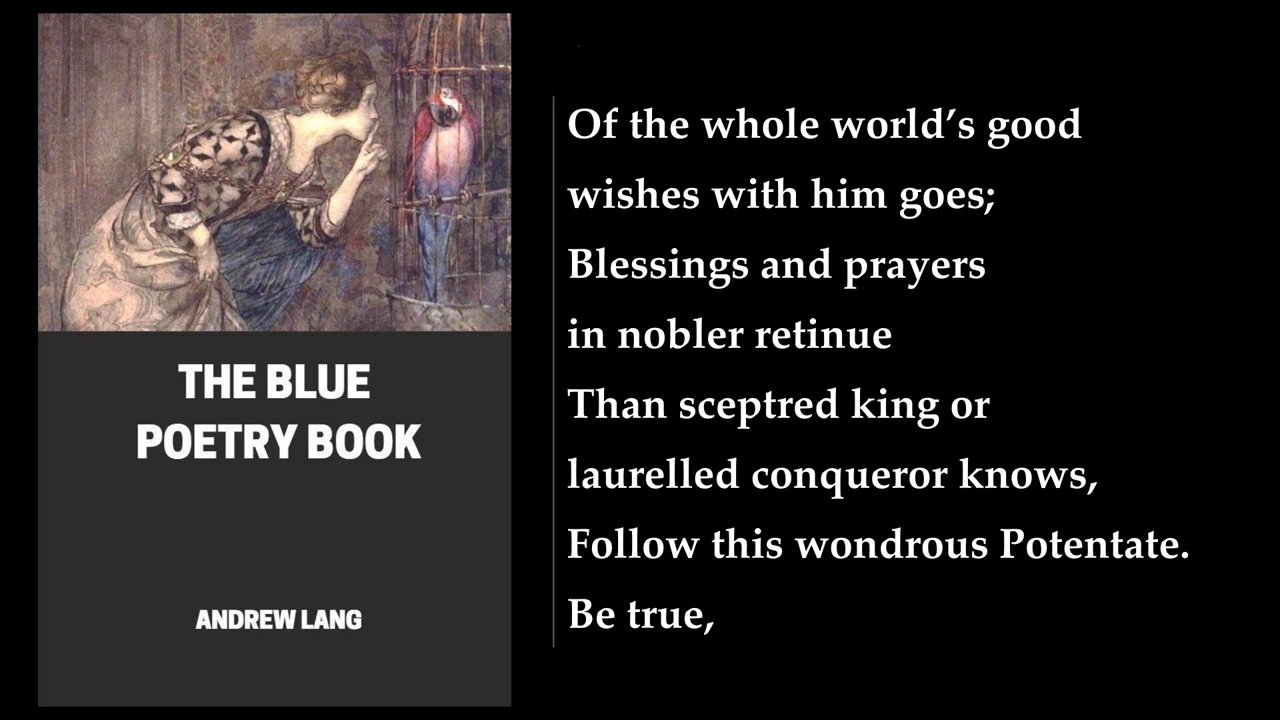 THE BLUE
POETRY BOOK
ANDREW LANG
Of the whole world’s good
wishes with him goes;
Blessings and prayers
in nobler retinue
Than sceptred king or
laurelled conqueror knows,
Follow this wondrous Potentate.
Be true,